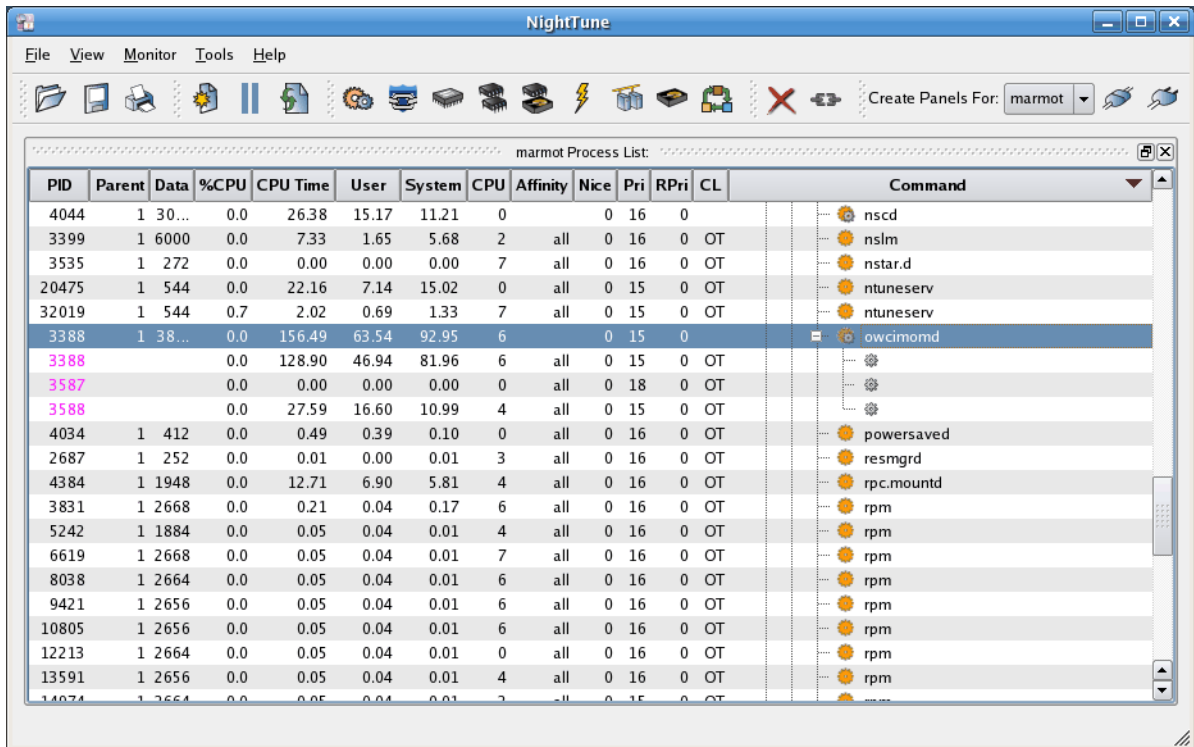 NightTune
File View Monitor Tools Help
Create Panels For: marmot
marmot Process List:
PID Parent Data %CPU CPU Time User System CPU Affinity Nice Pri RPri CL Command
4044 1 30... 0.0 26.38 15.17 11.21 0 0 16 0 nscd
3399 1 6000 0.0 7.33 1.65 5.68 2 all 0 16 0 OT nslm
3535 1 272 0.0 0.00 0.00 0.00 7 all 0 16 0 OT nstar.d
20475 1 544 0.0 22.16 7.14 15.02 0 all 0 15 0 OT ntuneserv
32019 1 544 0.7 2.02 0.69 1.33 7 all 0 15 0 OT ntuneserv
3388 1 38... 0.0 156.49 63.54 92.95 6 0 15 0 owcimomd
3388 0.0 128.90 46.94 81.96 6 all 0 15 0 OT
3587 0.0 0.00 0.00 0.00 0 all 0 18 0 OT
3588 0.0 27.59 16.60 10.99 4 all 0 15 0 OT
4034 1 412 0.0 0.49 0.39 0.10 0 all 0 16 0 OT powersaved
2687 1 252 0.0 0.01 0.00 0.01 3 all 0 16 0 OT resmgrd
4384 1 1948 0.0 12.71 6.90 5.81 4 all 0 16 0 OT rpc.mountd
3831 1 2668 0.0 0.21 0.04 0.17 6 all 0 16 0 OT rpm
5242 1 1884 0.0 0.05 0.04 0.01 4 all 0 16 0 OT rpm
6619 1 2668 0.0 0.05 0.04 0.01 7 all 0 16 0 OT rpm
8038 1 2664 0.0 0.05 0.04 0.01 6 all 0 16 0 OT rpm
9421 1 2656 0.0 0.05 0.04 0.01 6 all 0 16 0 OT rpm
10805 1 2656 0.0 0.05 0.04 0.01 6 all 0 16 0 OT rpm
12213 1 2664 0.0 0.05 0.04 0.01 0 all 0 16 0 OT rpm
13591 1 2656 0.0 0.05 0.04 0.01 4 all 0 16 0 OT rpm